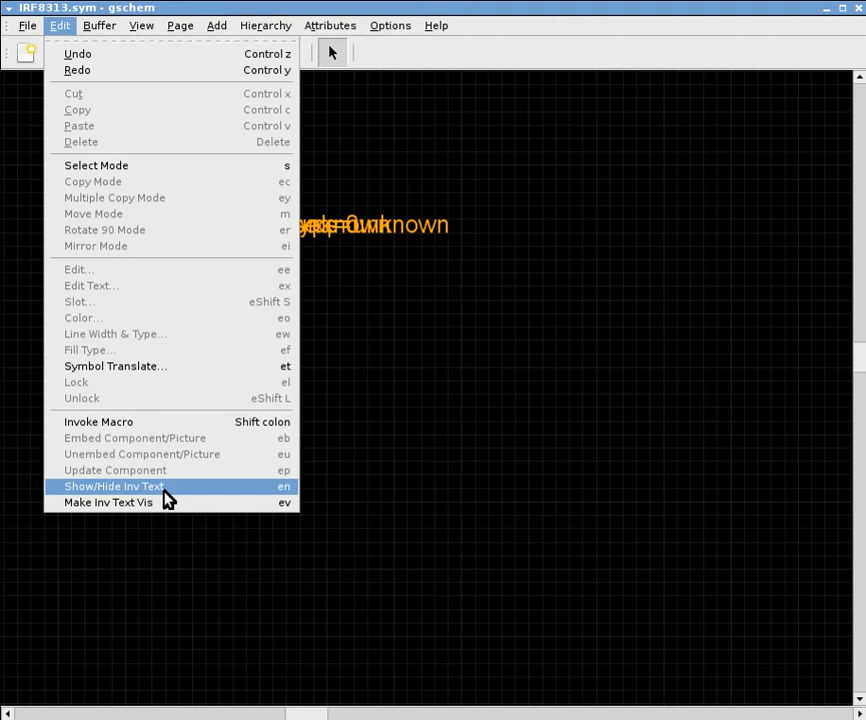 IRF8313.sym - gschem
File Edit Buffer View Page Add Hierarchy Attributes Options Help
Undo Control z
Redo Control y
Cut Control x
Copy Control c
Paste Control v
Delete Delete
Select Mode s
Copy Mode ec
Multiple Copy Mode ey
Move Mode m
Rotate 90 Mode er
Mirror Mode ei
Edit... ee
Edit Text... ex
Slot... eShift S
Color... eo
Line Width & Type... ew
Fill Type... ef
Symbol Translate... et
Lock el
Unlock eShift L
Invoke Macro Shift colon
Embed Component/Picture eb
Unembed Component/Picture eu
Update Component ep
Show/Hide Inv Text en
Make Inv Text Vis ev